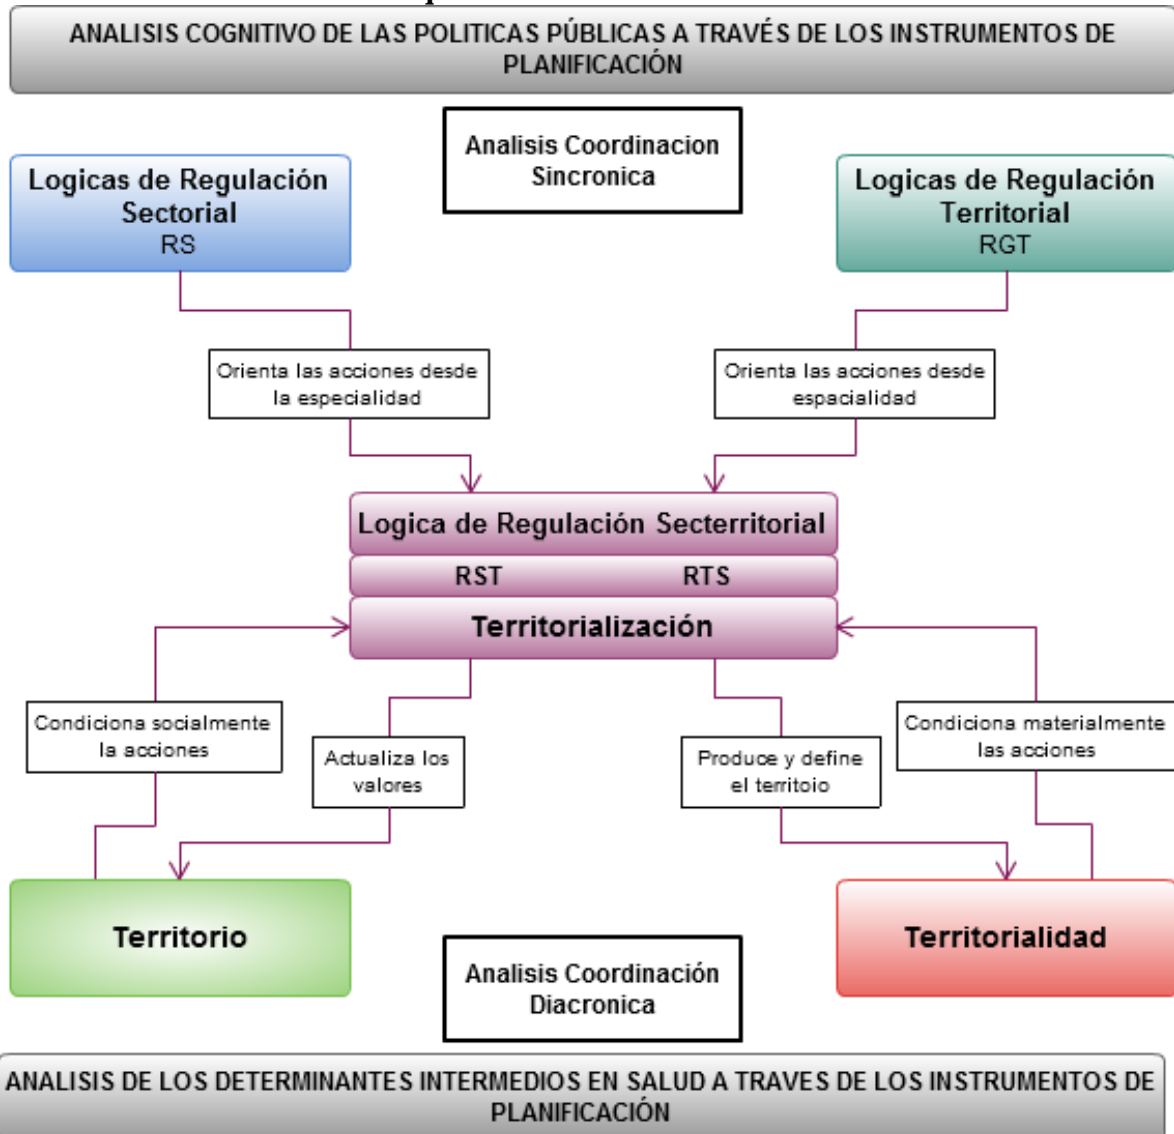 ANALISIS COGNITIVO DE LAS POLITICAS PÚBLICAS A TRAVÉS DE LOS INSTRUMENTOS DE
PLANIFICACIÓN
Analisis Coordinacion
Sincronica
Logicas de Regulación
Sectorial
RS
Logicas de Regulación
Territorial
RGT
Orienta las acciones desde
la especialidad
Orienta las acciones desde
espacialidad
Logica de Regulación Secterritorial
RST RTS
Territorialización
Condiciona socialmente
la acciones
Actualiza los
valores
Produce y define
el territoio
Condiciona materialmente
las acciones
Territorio
Territorialidad
Analisis Coordinación
Diacronica
ANALISIS DE LOS DETERMINANTES INTERMEDIOS EN SALUD A TRAVES DE LOS INSTRUMENTOS DE
PLANIFICACIÓN